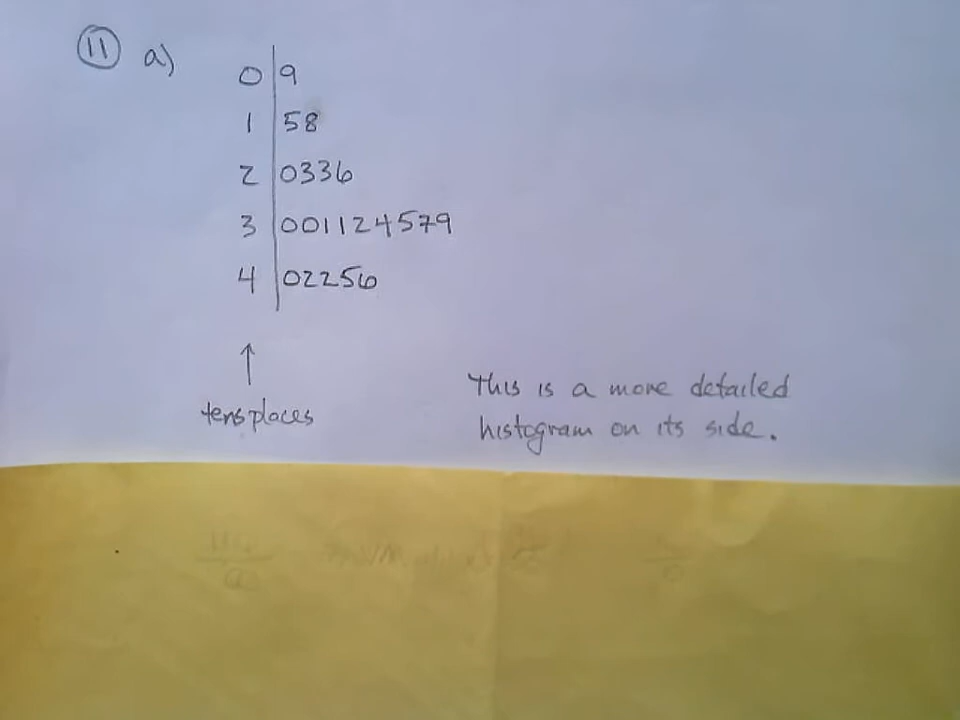 11 a)
0|9
1|58
2|0336
3|001124579
4|02256
↑
tens places
This is a more detailed
histogram on its side.